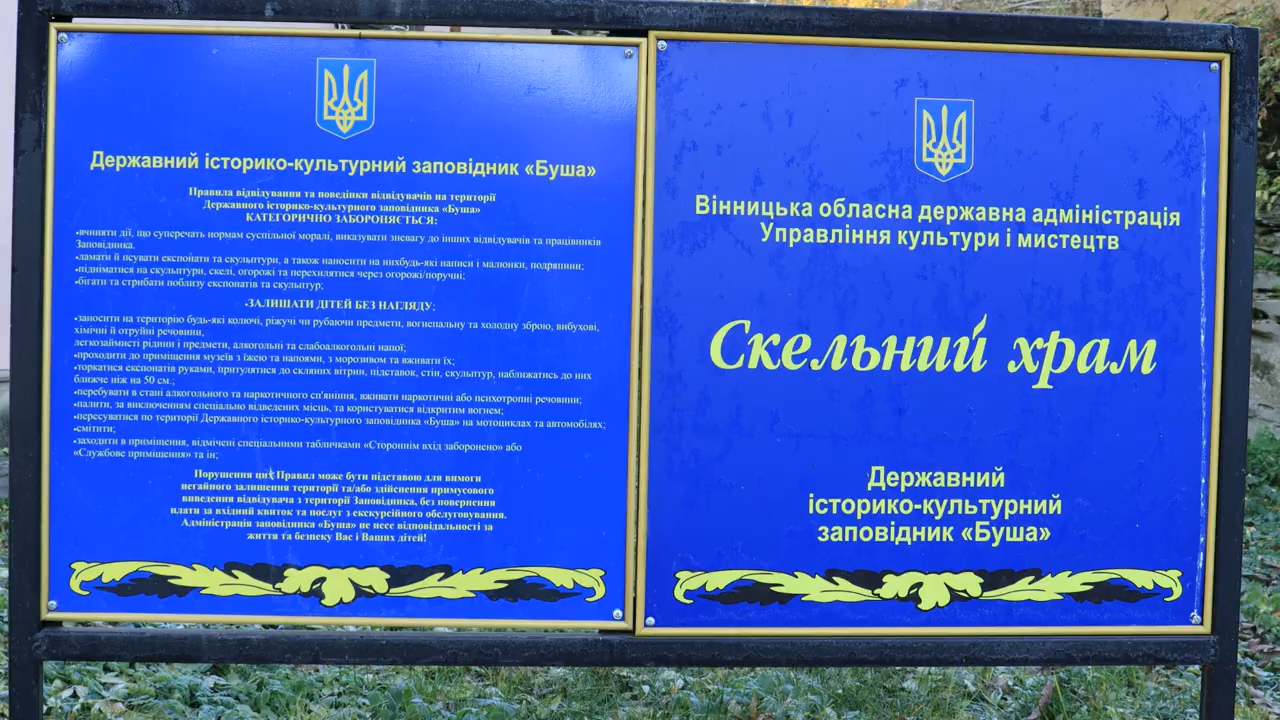 Державний історико-культурний заповідник «Буша»
Правила відвідування та поведінки відвідувачів на території
Державного історико-культурного заповідника «Буша»
КАТЕГОРИЧНО ЗАБОРОНЯЄТЬСЯ:
•вчиняти дії, що суперечать нормам суспільної моралі, виказувати зневагу до інших відвідувачів та працівників
Заповідника.
•ламати й псувати експонати та скульптури, а також наносити на нихбудь-які написи і малюнки, подряпини;
•підніматися на скульптури, скелі, огорожі та перехилятися через огорожі/поручні;
•бігати та стрибати поблизу експонатів та скульптур;
•ЗАЛИШАТИ ДІТЕЙ БЕЗ НАГЛЯДУ;
•заносити на територію будь-які колючі, ріжучі чи рубаючи предмети, вогнепальну та холодну зброю, вибухові,
хімічні й отруйні речовини,
легкозаймисті рідини і предмети, алкогольні та слабоалкогольні напої;
•проходити до приміщення музеїв з їжею та напоями, з морозивом та вживати їх;
•торкатися експонатів руками, притулятися до скляних вітрин, підставок, стін, скульптур, наближатись до них
ближче ніж на 50 см.;
•перебувати в стані алкогольного та наркотичного сп'яніння, вживати наркотичні або психотропні речовини;
•палити, за виключенням спеціально відведених місць, та користуватися відкритим вогнем;
•пересуватися по території Державного історико-культурного заповідника «Буша» на мотоциклах та автомобілях;
•смітити;
•заходити в приміщення, відмічені спеціальними табличками «Стороннім вхід заборонено» або
«Службове приміщення» та ін;
Порушення цих Правил може бути підставою для вимоги
негайного залишення території та/або здійснення примусового
виведення відвідувача з території Заповідника, без повернення
плати за вхідний квиток та послуг з екскурсійного обслуговування.
Адміністрація заповідника «Буша» не несе відповідальності за
життя та безпеку Вас і Ваших дітей!
Вінницька обласна державна адміністрація
Управління культури і мистецтв
Скельний храм
Державний
історико-культурний
заповідник «Буша»